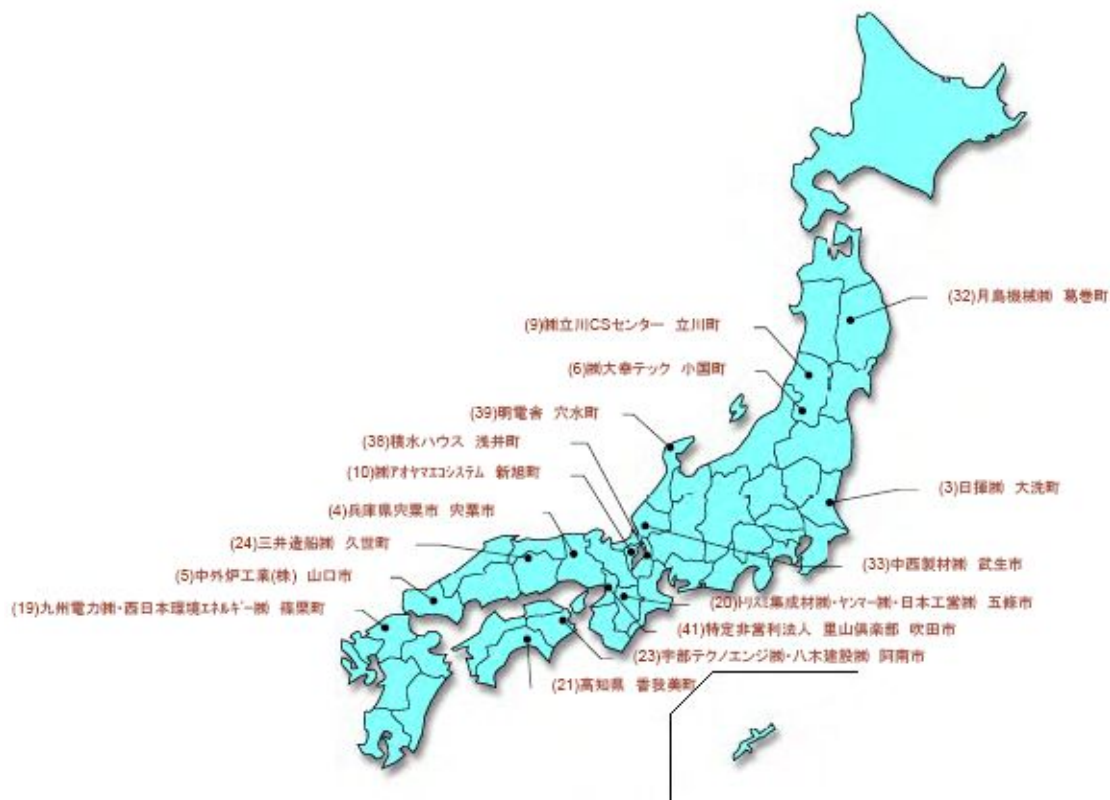 (32)月島機械㈱ 葛巻町
(9)㈱立川CSセンター 立川町
(6)㈱大奉テック 小国町
(39)明電舎 穴水町
(38)積水ハウス 浅井町
(10)㈱アオヤマエコシステム 新旭町
(3)日揮㈱ 大洗町
(4)兵庫県宍粟市 宍粟市
(24)三井造船㈱ 久世町
(33)中西製材㈱ 武生市
(5)中外炉工業(株) 山口市
(20)トリスミ集成材㈱・ヤンマー㈱・日本工営㈱ 五條市
(19)九州電力㈱・西日本環境エネルギー㈱ 篠栗町
(41)特定非営利法人 里山倶楽部 吹田市
(23)宇部テクノエンジ㈱・八木建設㈱ 阿南市
(21)高知県 香我美町